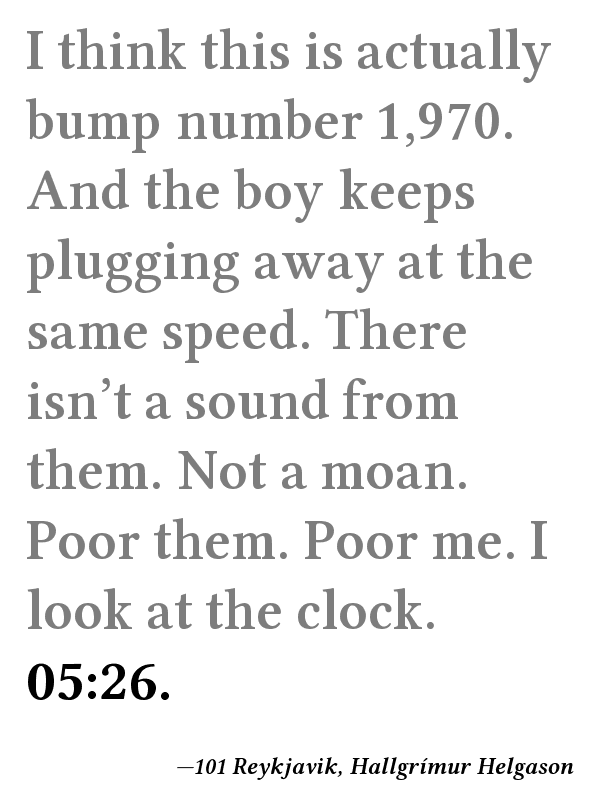 I think this is actually
bump number 1,970.
And the boy keeps
plugging away at the
same speed. There
isn’t a sound from
them. Not a moan.
Poor them. Poor me. I
look at the clock.
05:26.
—101 Reykjavik, Hallgrímur Helgason